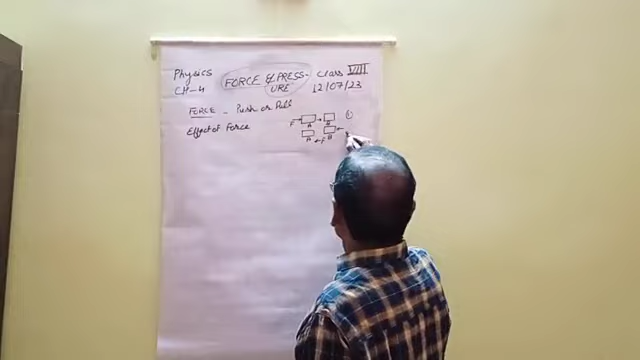 Physics
CH-4
FORCE & PRESS-
URE
Class VIII
12/07/23
FORCE - Push or Pull
Effect of Force
F A B
A B F